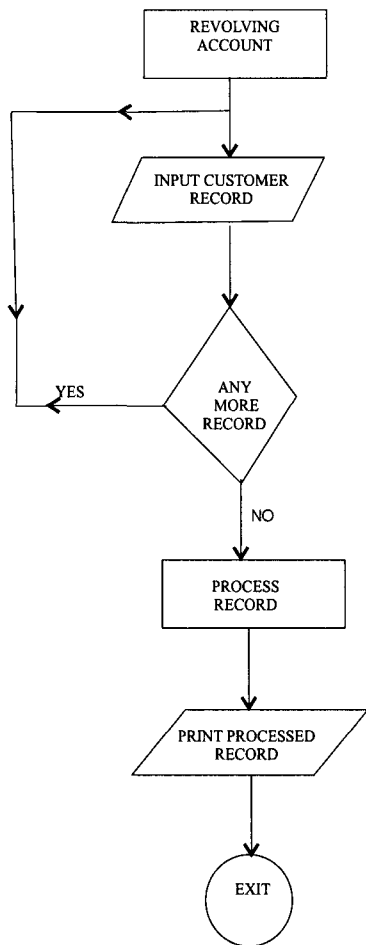 REVOLVING
ACCOUNT
INPUT CUSTOMER
RECORD
YES
ANY
MORE
RECORD
NO
PROCESS
RECORD
PRINT PROCESSED
RECORD
EXIT